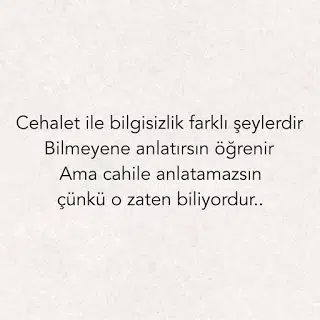 Cehalet ile bilgisizlik farklı şeylerdir
Bilmeyene anlatırsın öğrenir
Ama cahile anlatamazsın
çünkü o zaten biliyordur..